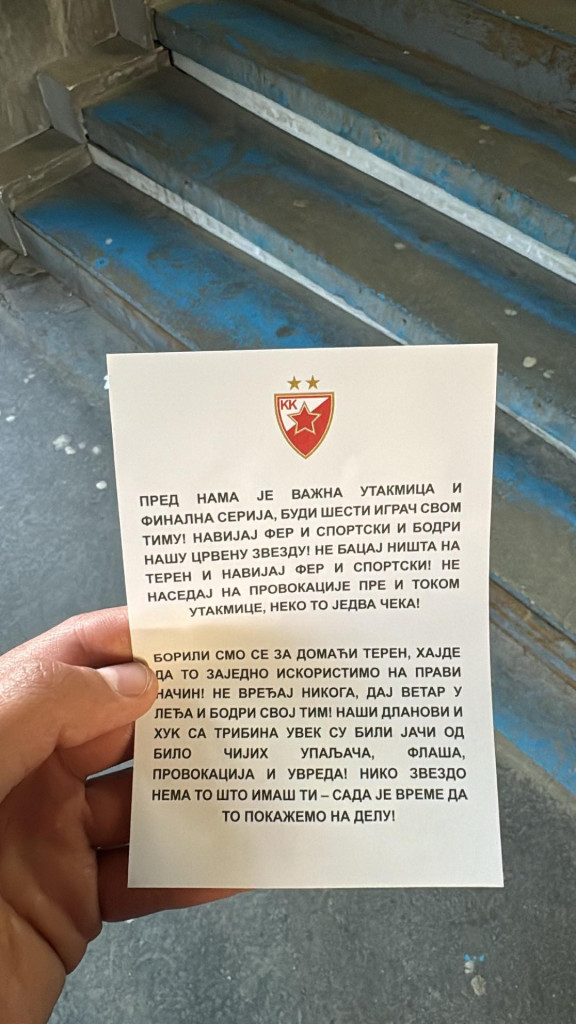 КК
ПРЕД НАМА ЈЕ ВАЖНА УТАКМИЦА И
ФИНАЛНА СЕРИЈА, БУДИ ШЕСТИ ИГРАЧ СВОМ
ТИМУ! НАВИЈАЈ ФЕР И СПОРТСКИ И БОДРИ
НАШУ ЦРВЕНУ ЗВЕЗДУ! НЕ БАЦАЈ НИШТА НА
ТЕРЕН И НАВИЈАЈ ФЕР И СПОРТСКИ! НЕ
НАСЕДАЈ НА ПРОВОКАЦИЈЕ ПРЕ И ТОКОМ
УТАКМИЦЕ, НЕКО ТО ЈЕДВА ЧЕКА!
БОРИЛИ СМО СЕ ЗА ДОМАЋИ ТЕРЕН, ХАЈДЕ
ДА ТО ЗАЈЕДНО ИСКОРИСТИМО НА ПРАВИ
НАЧИН! НЕ ВРЕЂАЈ НИКОГА, ДАЈ ВЕТАР У
ЛЕЂА И БОДРИ СВОЈ ТИМ! НАШИ ДЛАНОВИ И
ХУК СА ТРИБИНА УВЕК СУ БИЛИ ЈАЧИ ОД
БИЛО ЧИЈИХ УПАЉАЧА, ФЛАША,
ПРОВОКАЦИЈА И УВРЕДА! НИКО ЗВЕЗДО
НЕМА ТО ШТО ИМАШ ТИ – САДА ЈЕ ВРЕМЕ ДА
ТО ПОКАЖЕМО НА ДЕЛУ!